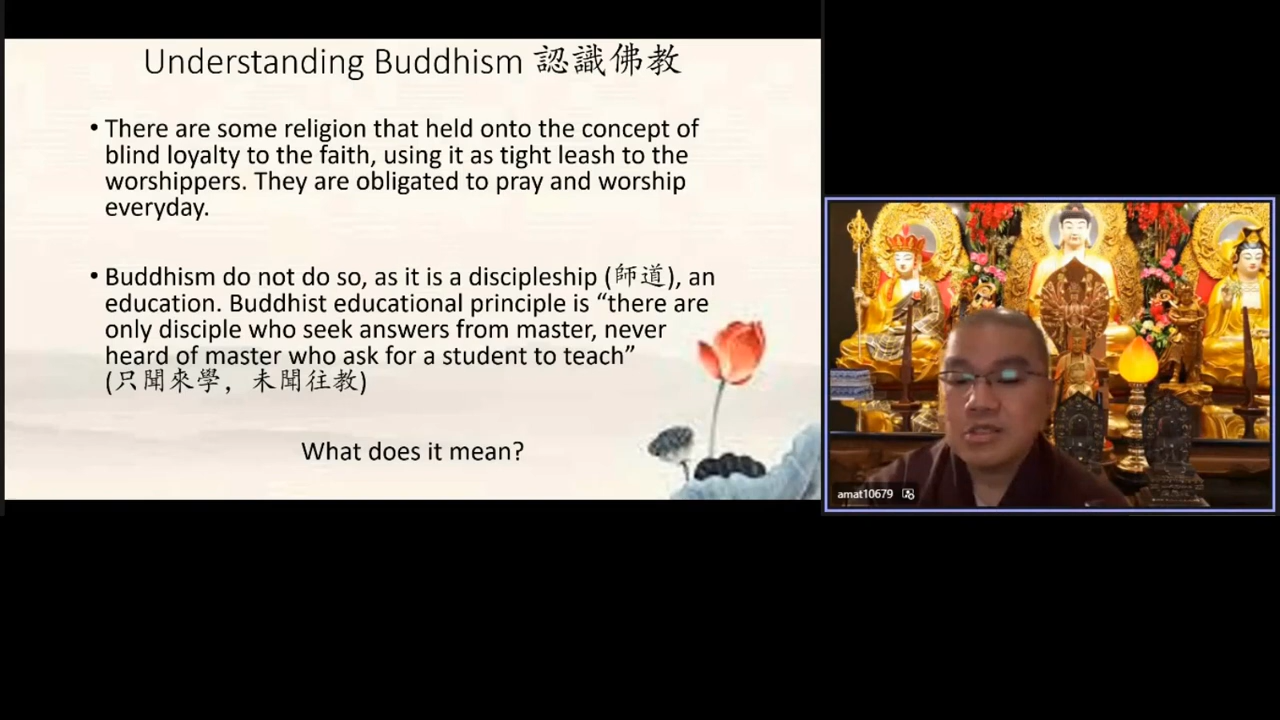 Understanding Buddhism 認識佛教
• There are some religion that held onto the concept of
blind loyalty to the faith, using it as tight leash to the
worshippers. They are obligated to pray and worship
everyday.
• Buddhism do not do so, as it is a discipleship (師道), an
education. Buddhist educational principle is “there are
only disciple who seek answers from master, never
heard of master who ask for a student to teach”
(只聞來學，未聞往教)
What does it mean?
amat10679